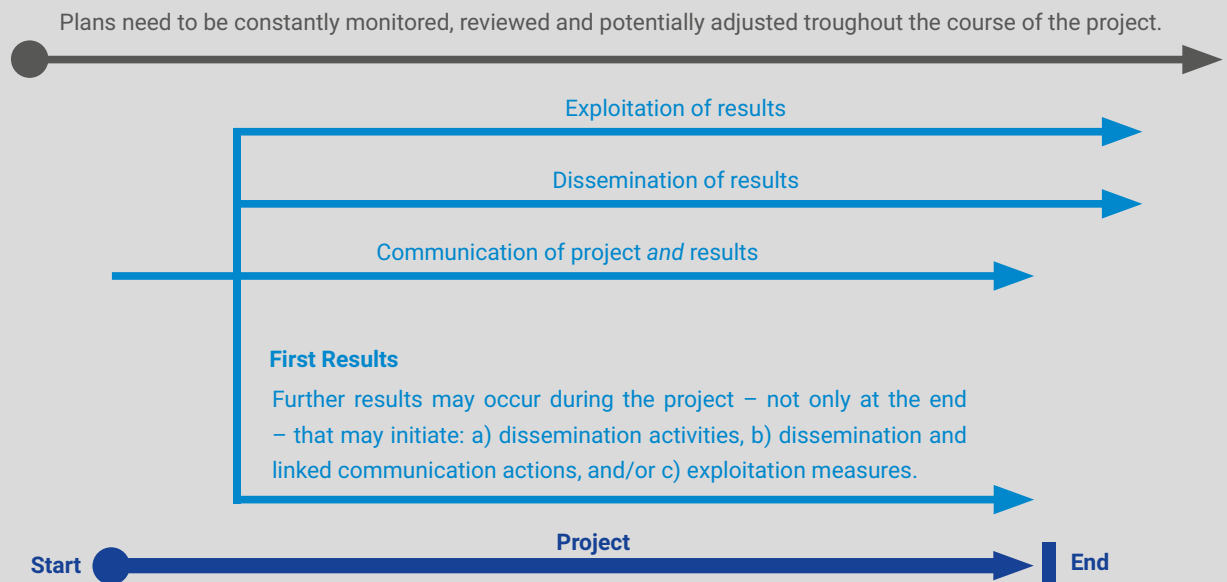 Plans need to be constantly monitored, reviewed and potentially adjusted troughout the course of the project.
Exploitation of results
Dissemination of results
Communication of project and results
First Results
Further results may occur during the project – not only at the end
– that may initiate: a) dissemination activities, b) dissemination and
linked communication actions, and/or c) exploitation measures.
Project
Start
End